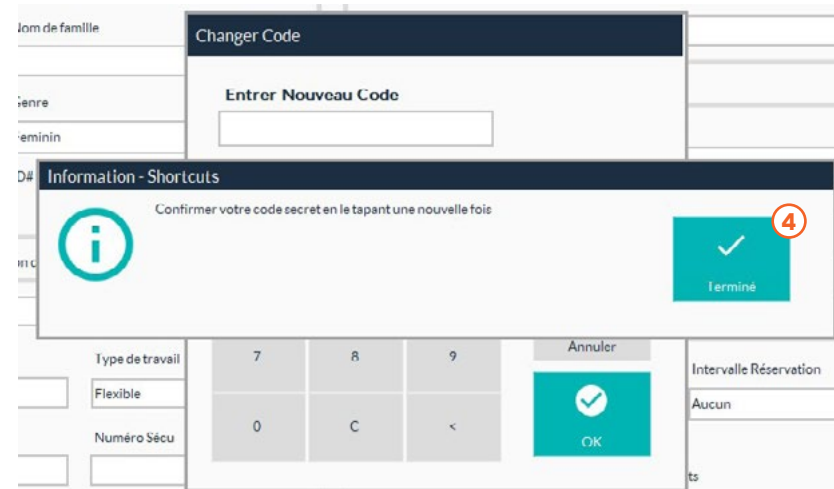 Nom de famille
Changer Code
Entrer Nouveau Code
Genre
Feminin
ID#
Information - Shortcuts
Confirmer votre code secret en le tapant une nouvelle fois
4
Terminé
Type de travail
7 8 9
Annuler
Intervalle Réservation
Flexible
Aucun
0 C <
OK
Numéro Sécu
ts